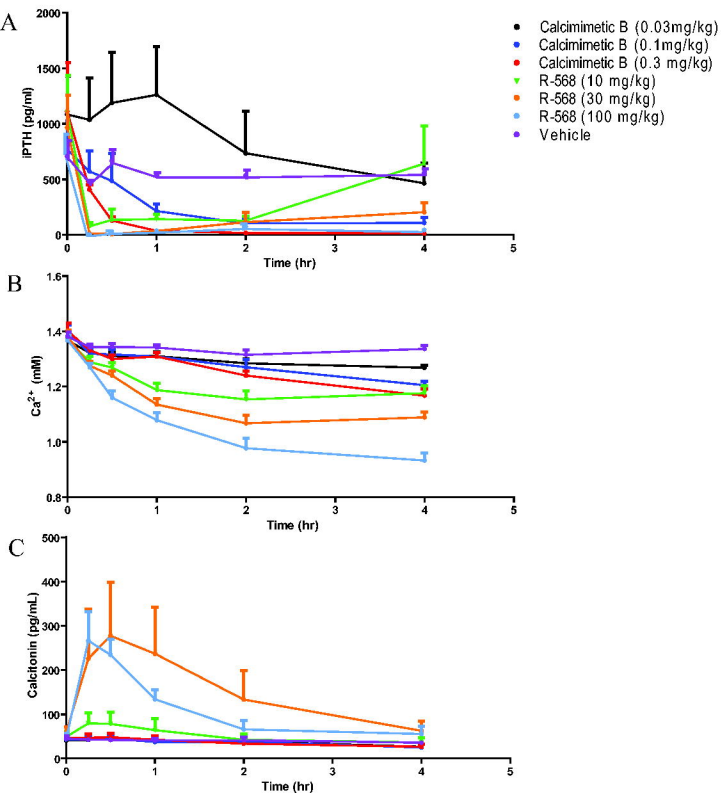 A
2000
1500
1000
500
0
iPTH (pg/ml)
0
1
2
3
4
5
Time (hr)
Calcimimetic B (0.03mg/kg)
Calcimimetic B (0.1mg/kg)
Calcimimetic B (0.3 mg/kg)
R-568 (10 mg/kg)
R-568 (30 mg/kg)
R-568 (100 mg/kg)
Vehicle
B
1.6
1.4
1.2
1.0
0.8
Ca²⁺ (mM)
0
1
2
3
4
5
Time (hr)
C
500
400
300
200
100
0
Calcitonin (pg/mL)
0
1
2
3
4
5
Time (hr)